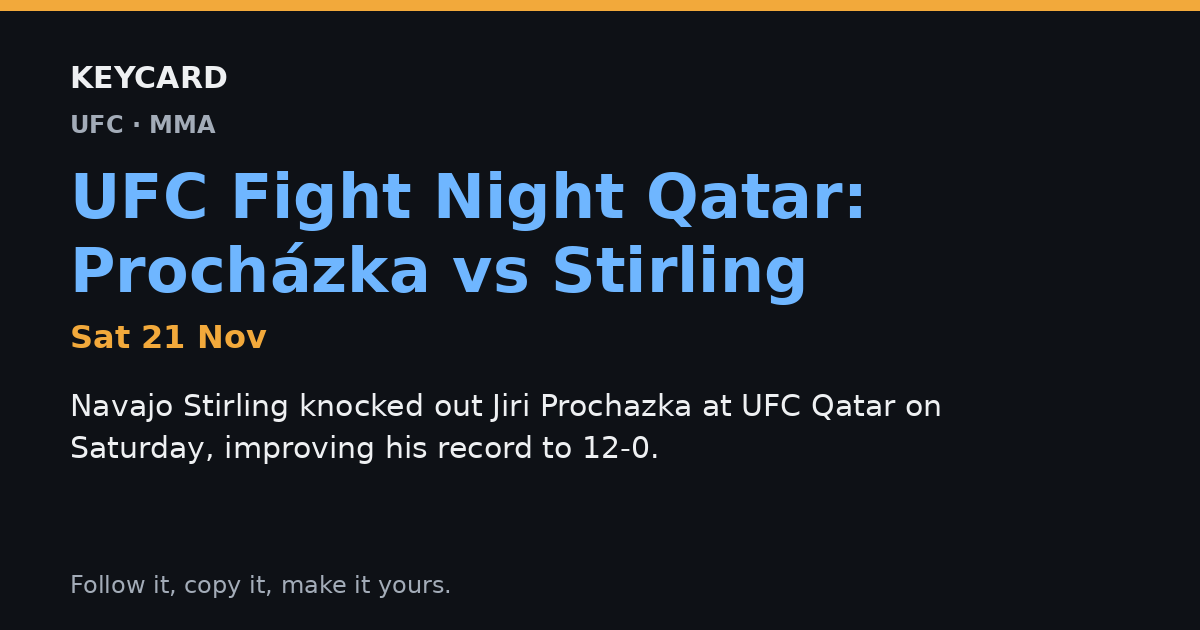 KEYCARD
UFC · MMA
UFC Fight Night Qatar:
Procházka vs Stirling
Sat 21 Nov
Navajo Stirling knocked out Jiri Prochazka at UFC Qatar on
Saturday, improving his record to 12-0.
Follow it, copy it, make it yours.